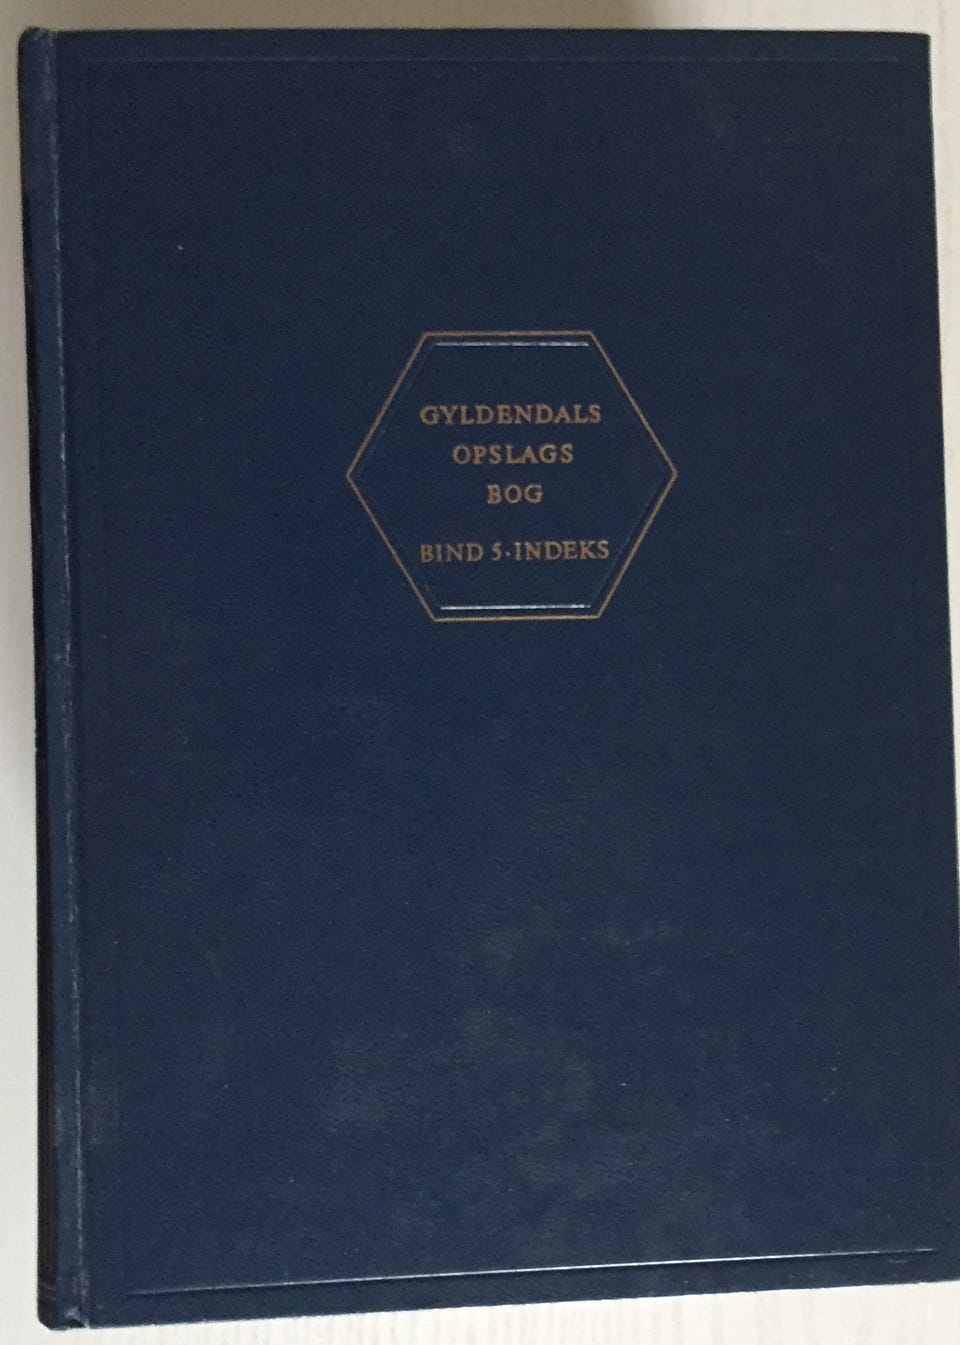 GYLDENDALS
OPSLAGS
BOG
BIND 5·INDEKS